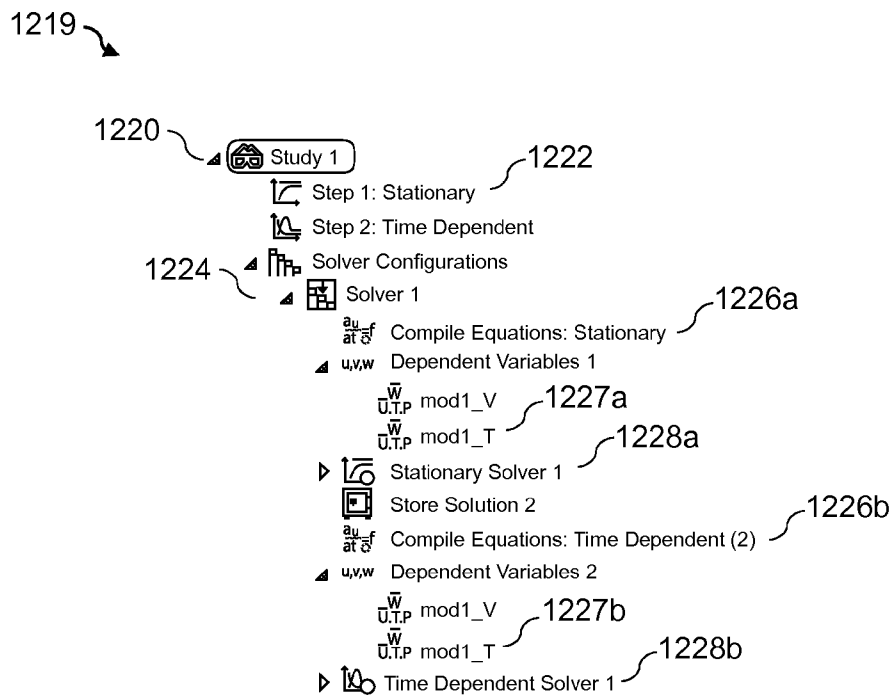 1219
1220
Study 1
1222
Step 1: Stationary
Step 2: Time Dependent
1224
Solver Configurations
Solver 1
1226a
Compile Equations: Stationary
u,v,w Dependent Variables 1
1227a
W
U.T.P mod1_V
W
U.T.P mod1_T
1228a
Stationary Solver 1
Store Solution 2
1226b
Compile Equations: Time Dependent (2)
u,v,w Dependent Variables 2
1227b
W
U.T.P mod1_V
W
U.T.P mod1_T
1228b
Time Dependent Solver 1